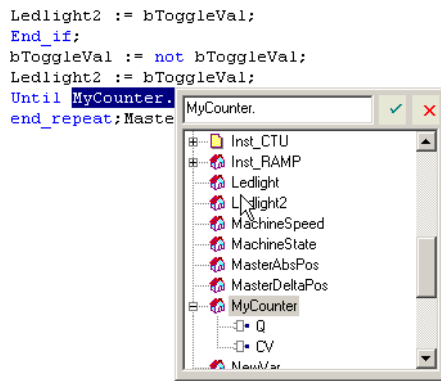 Ledlight2 := bToggleVal;
End_if;
bToggleVal := not bToggleVal;
Ledlight2 := bToggleVal;
Until MyCounter.
end_repeat;Maste
MyCounter.
Inst_CTU
Inst_RAMP
Ledlight
Ledlight2
MachineSpeed
MachineState
MasterAbsPos
MasterDeltaPos
MyCounter
Q
CV
NewVar